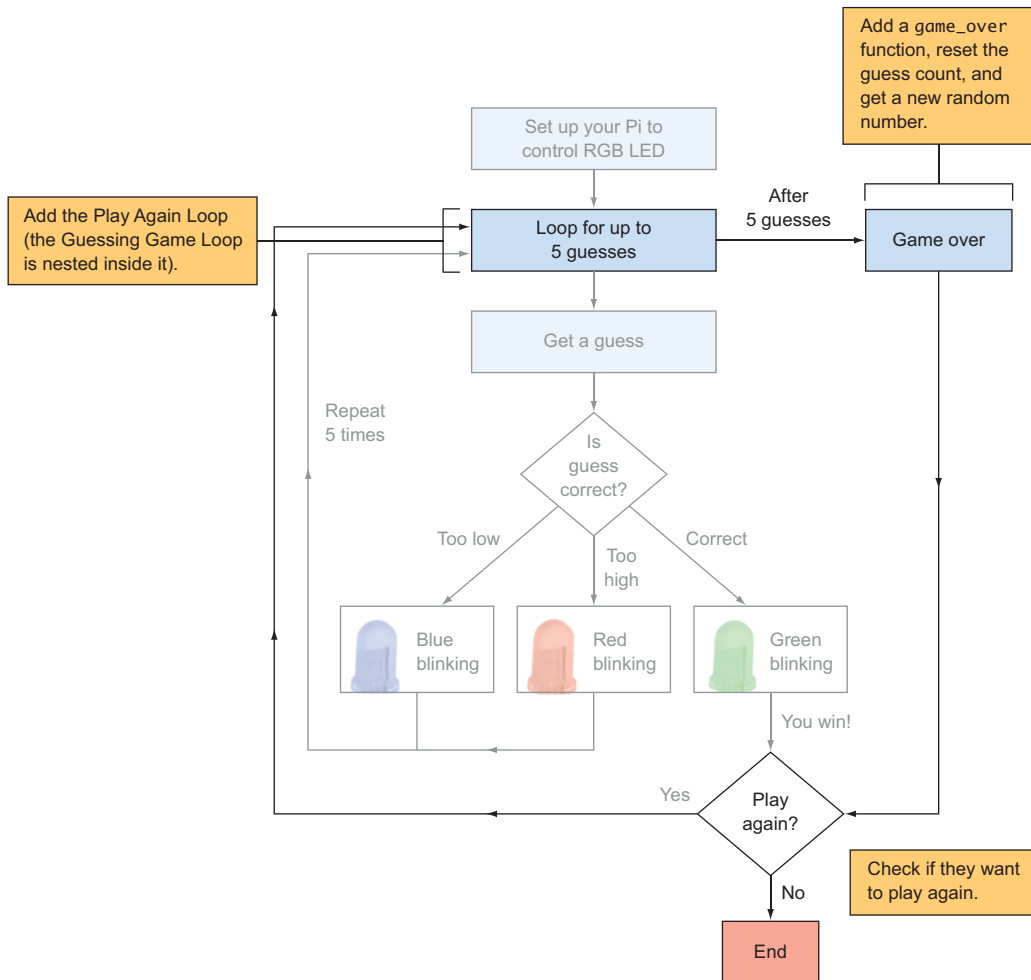 Add a game_over
function, reset the
guess count, and
get a new random
number.
Set up your Pi to
control RGB LED
Add the Play Again Loop
(the Guessing Game Loop
is nested inside it).
Loop for up to
5 guesses
After
5 guesses
Game over
Get a guess
Repeat
5 times
Is
guess
correct?
Too low
Too
high
Correct
Blue
blinking
Red
blinking
Green
blinking
You win!
Yes
Play
again?
Check if they want
to play again.
No
End